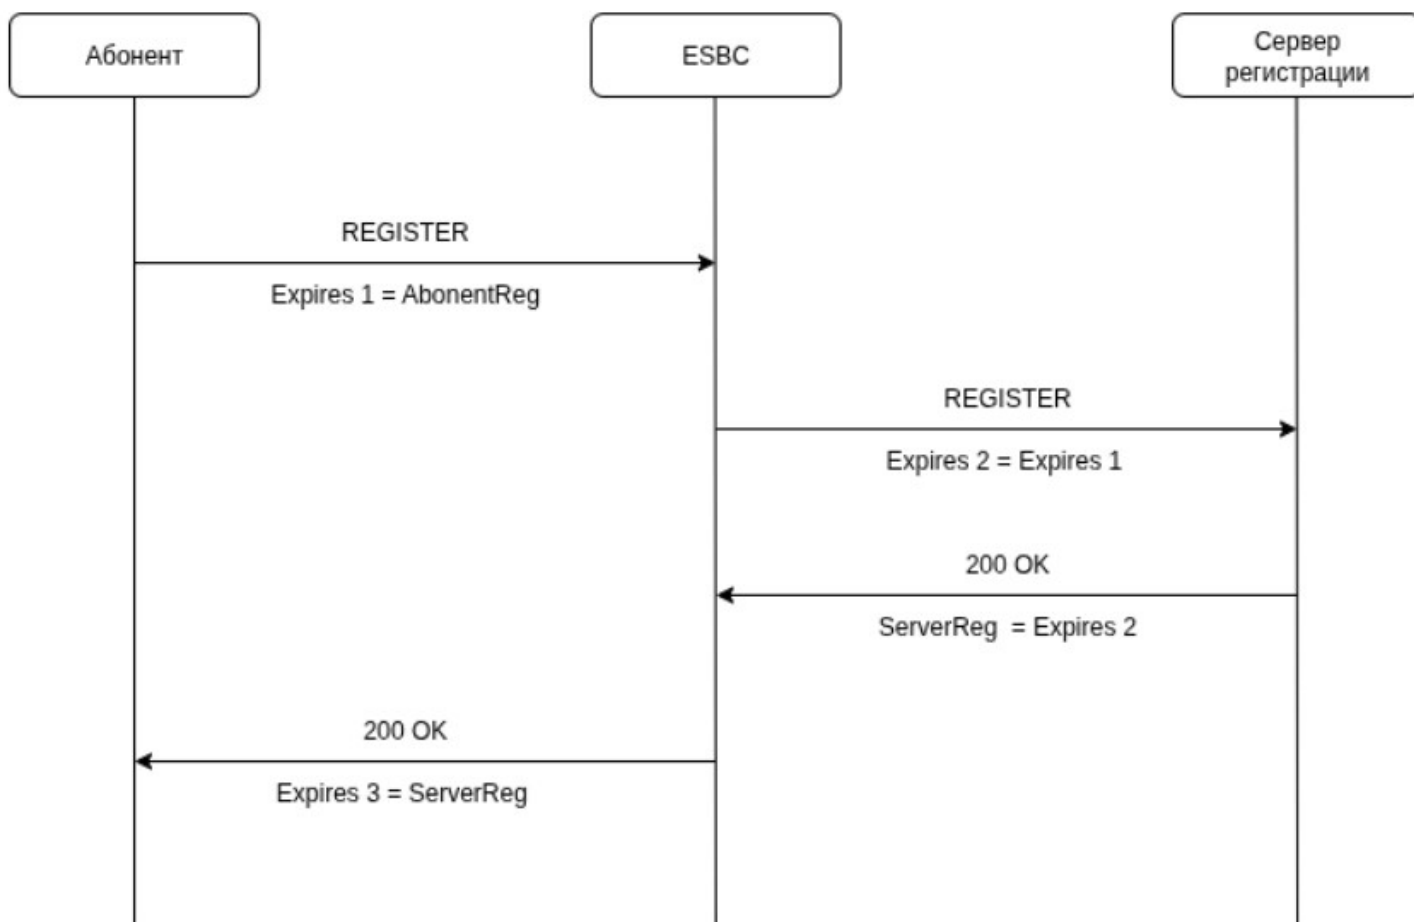 Абонент
ESBC
Сервер
регистрации
REGISTER
Expires 1 = AbonentReg
REGISTER
Expires 2 = Expires 1
200 OK
ServerReg = Expires 2
200 OK
Expires 3 = ServerReg